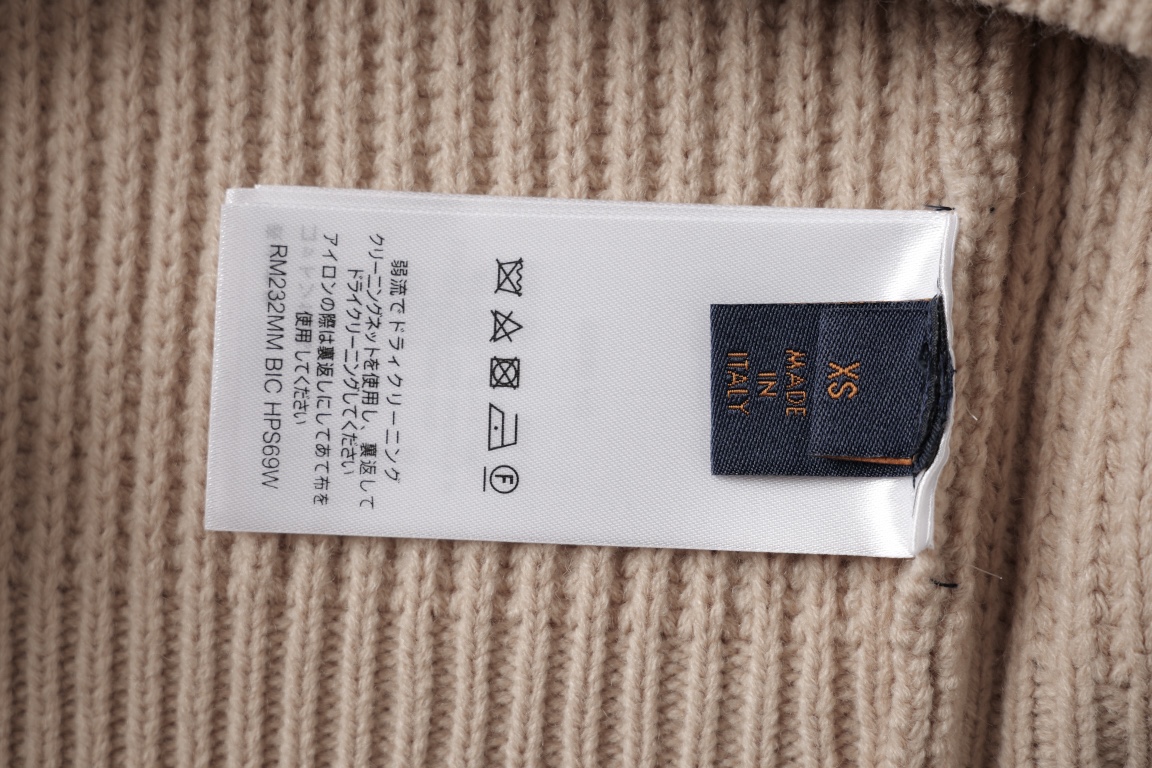 XS
MADE
IN
ITALY
F
弱流で ドライ クリーニング
クリーニングネットを使用し、裏返して
ドライクリーニングしてください
アイロンの際は裏返しにしてあて布を
使用 してください
RM232MM BIC HPS69W